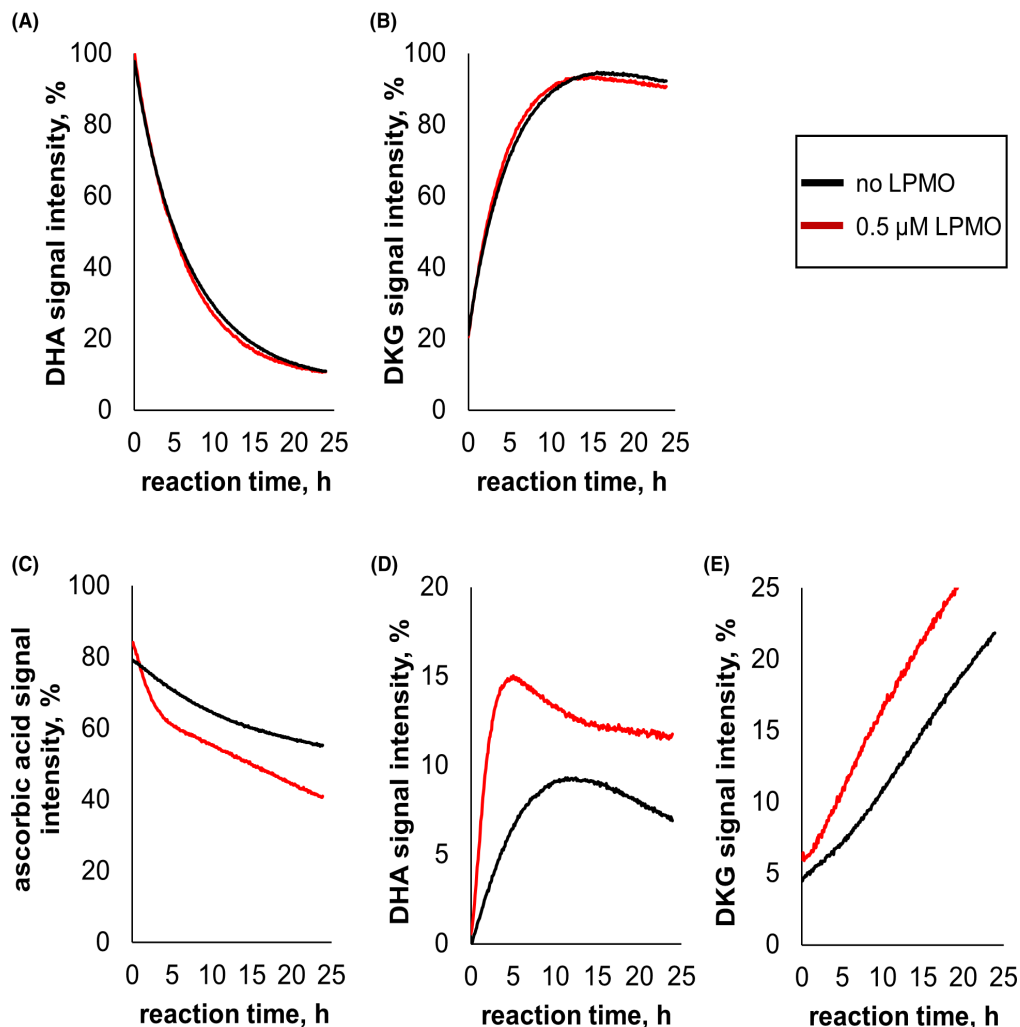 (A)
DHA signal intensity, %
100
80
60
40
20
0
0 5 10 15 20 25
reaction time, h
(B)
DKG signal intensity, %
100
80
60
40
20
0
0 5 10 15 20 25
reaction time, h
no LPMO
0.5 µM LPMO
(C)
ascorbic acid signal
intensity, %
100
80
60
40
20
0
0 5 10 15 20 25
reaction time, h
(D)
DHA signal intensity, %
20
15
10
5
0
0 5 10 15 20 25
reaction time, h
(E)
DKG signal intensity, %
25
20
15
10
5
0
0 5 10 15 20 25
reaction time, h